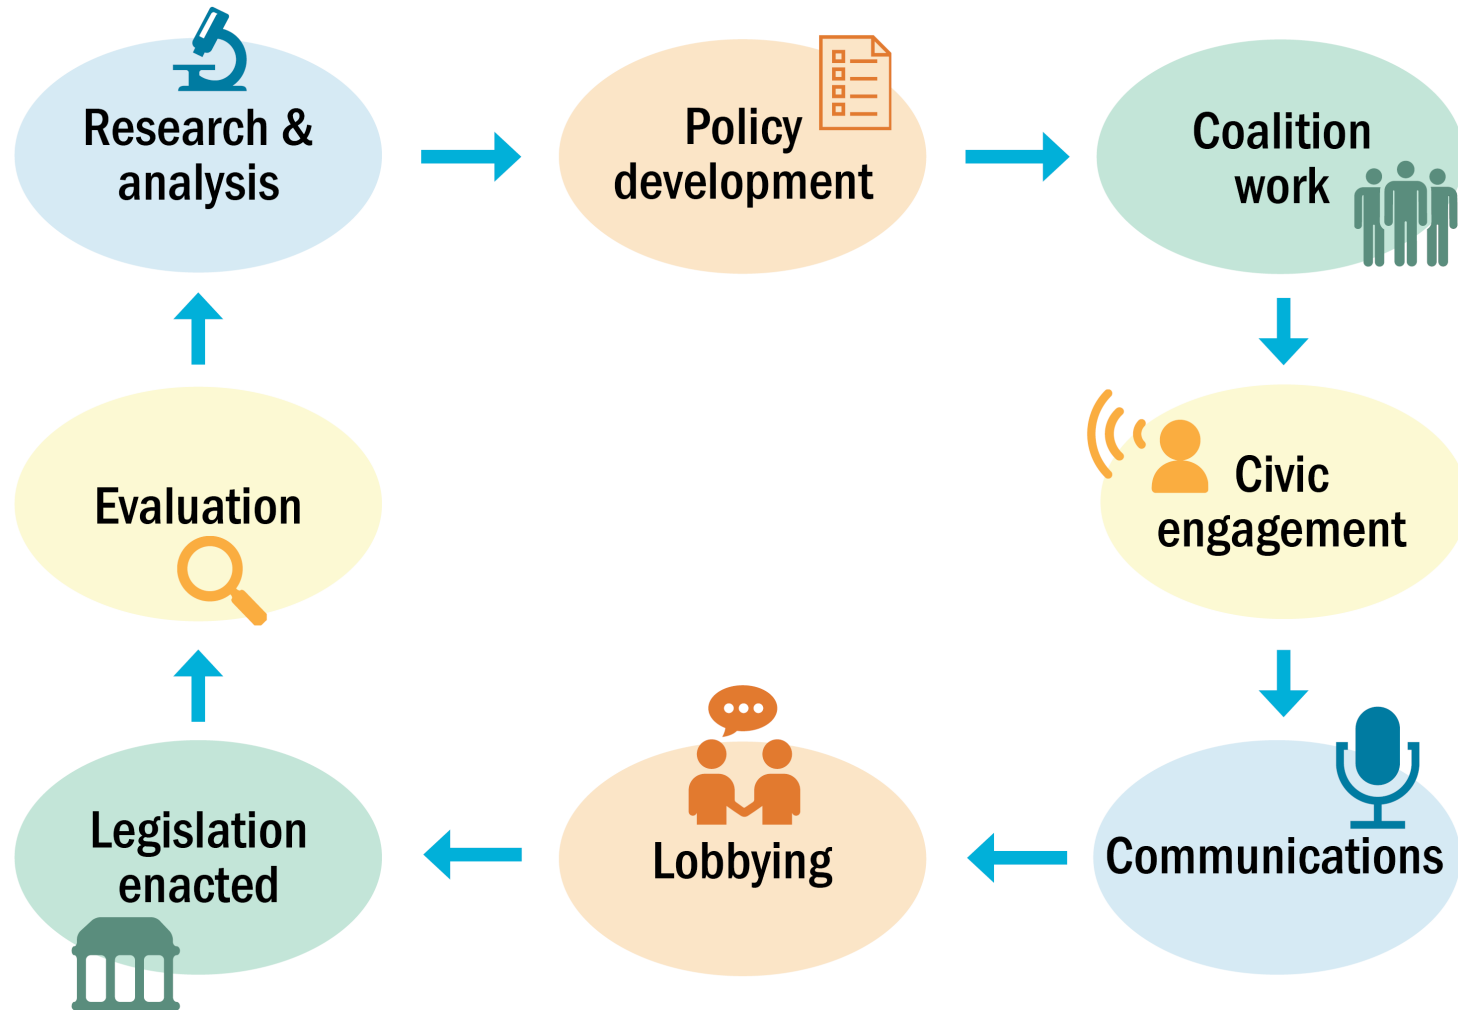 Research &
analysis
Policy
development
Coalition
work
Civic
engagement
Communications
Lobbying
Legislation
enacted
Evaluation